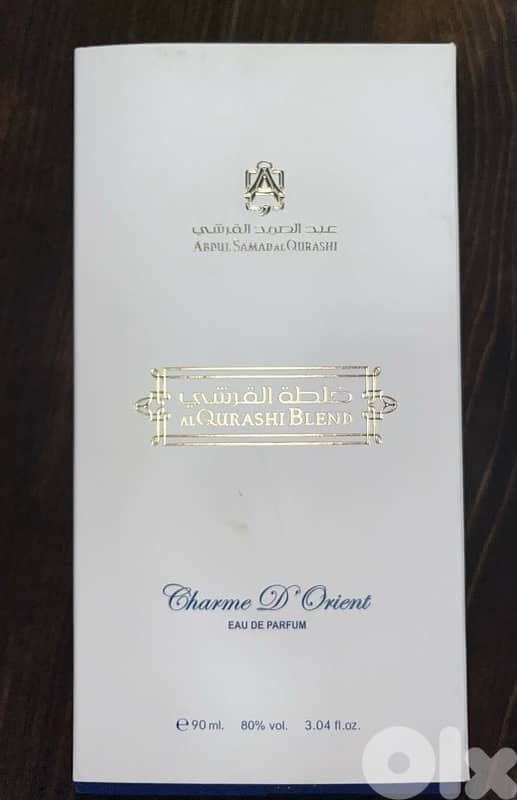 عبد الصمد القرشي
ABDUL SAMAD AL QURASHI
خلطة القرشي
AL QURASHI BLEND
Charme D'Orient
EAU DE PARFUM
℮ 90 ml. 80% vol. 3.04 fl.oz.
olx